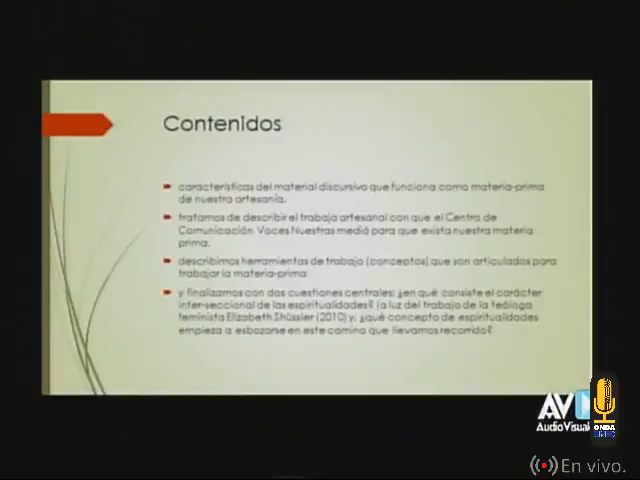 Contenidos
características del material discursivo que funciona como materia-prima
de nuestra artesanía.
tratamos de describir el trabajo artesanal con que el Centro de
Comunicación Voces Nuestras medió para que exista nuestra materia
prima.
describimos herramientas de trabajo (conceptos) que son articulados para
trabajar la materia-prima
y finalizamos con dos cuestiones centrales: ¿en qué consiste el carácter
inter-seccional de las espiritualidades? (a luz del trabajo de la teóloga
feminista Elizabeth Shüssler (2010) y, ¿qué concepto de espiritualidades
empieza a esbozarse en este camino que llevamos recorrido?
AV
AudioVisual
ONDA
En vivo.